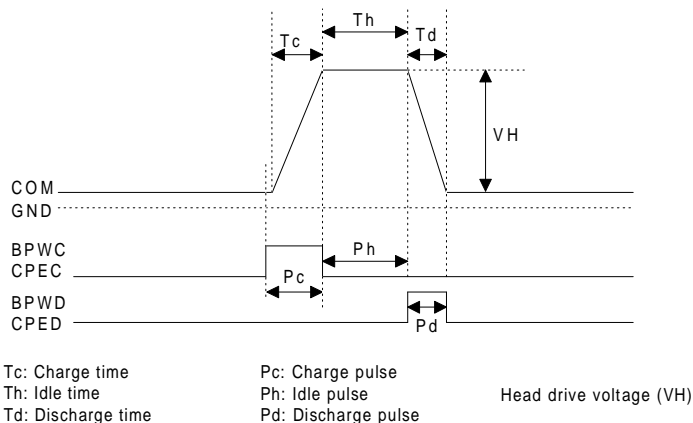 Th
Tc
Td
VH
COM
GND
BPWC
CPEC
Ph
Pc
BPWD
CPED
Pd
Tc: Charge time
Pc: Charge pulse
Th: Idle time
Ph: Idle pulse
Head drive voltage (VH)
Td: Discharge time
Pd: Discharge pulse